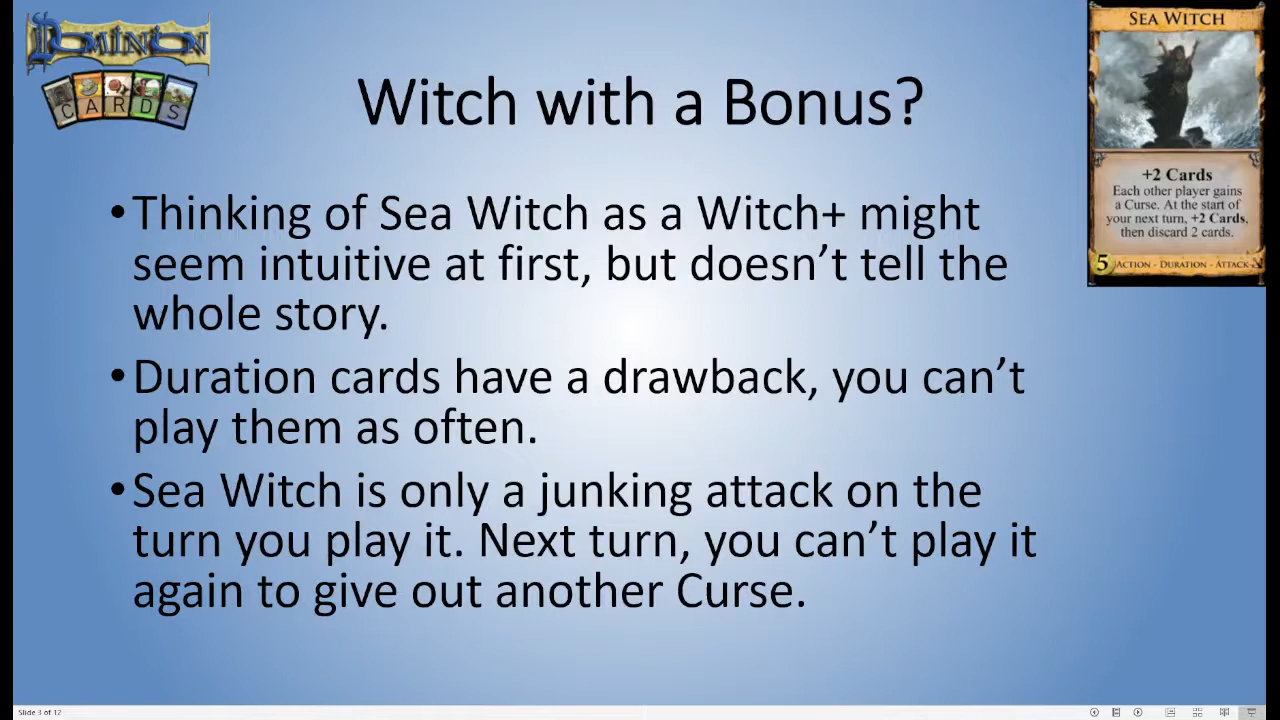 DOMINION
CARDS
Witch with a Bonus?
•Thinking of Sea Witch as a Witch+ might
seem intuitive at first, but doesn’t tell the
whole story.
•Duration cards have a drawback, you can’t
play them as often.
•Sea Witch is only a junking attack on the
turn you play it. Next turn, you can’t play it
again to give out another Curse.
SEA WITCH
+2 Cards
Each other player gains
a Curse. At the start of
your next turn, +2 Cards,
then discard 2 cards.
5 ACTION - DURATION - ATTACK
Slide 3 of 12